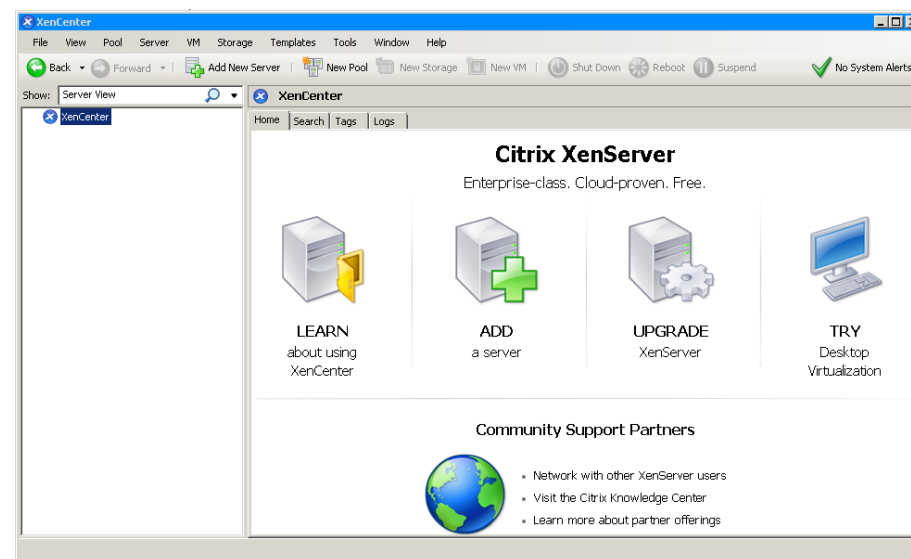 XenCenter
File View Pool Server VM Storage Templates Tools Window Help
Back Forward Add New Server New Pool New Storage New VM Shut Down Reboot Suspend No System Alerts
Show: Server View
XenCenter
XenCenter
Home Search Tags Logs
Citrix XenServer
Enterprise-class. Cloud-proven. Free.
LEARN
about using
XenCenter
ADD
a server
UPGRADE
XenServer
TRY
Desktop
Virtualization
Community Support Partners
Network with other XenServer users
Visit the Citrix Knowledge Center
Learn more about partner offerings